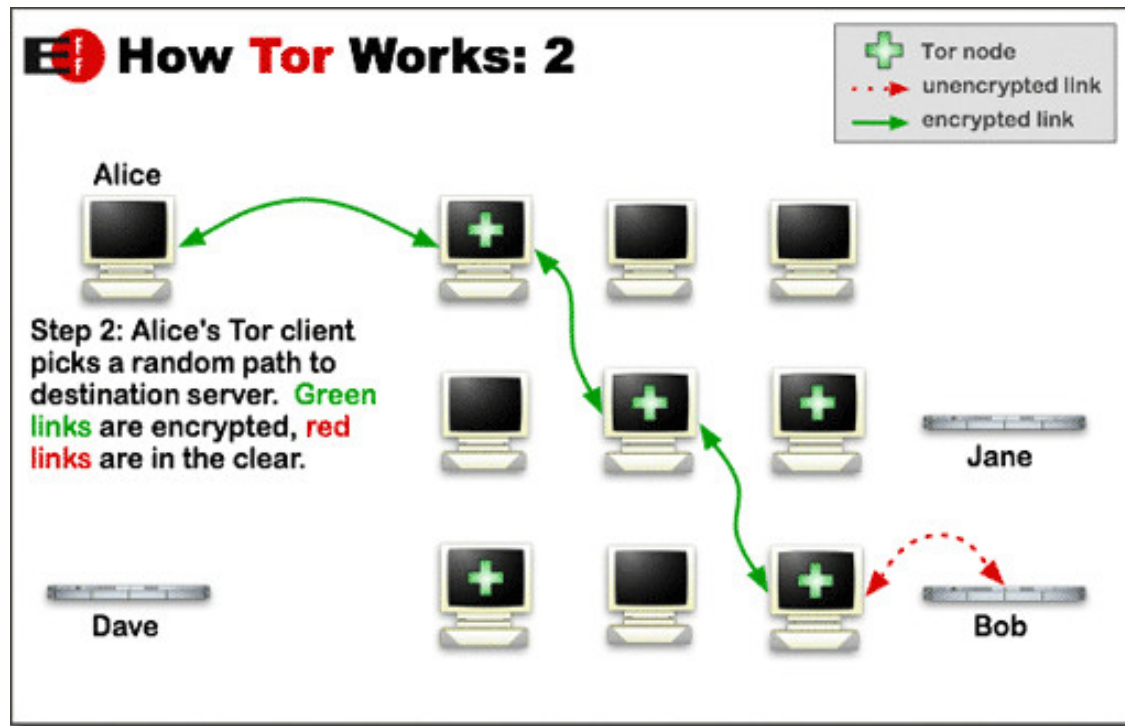 EFF How Tor Works: 2
Tor node
unencrypted link
encrypted link
Alice
Step 2: Alice's Tor client
picks a random path to
destination server. Green
links are encrypted, red
links are in the clear.
Jane
Dave
Bob